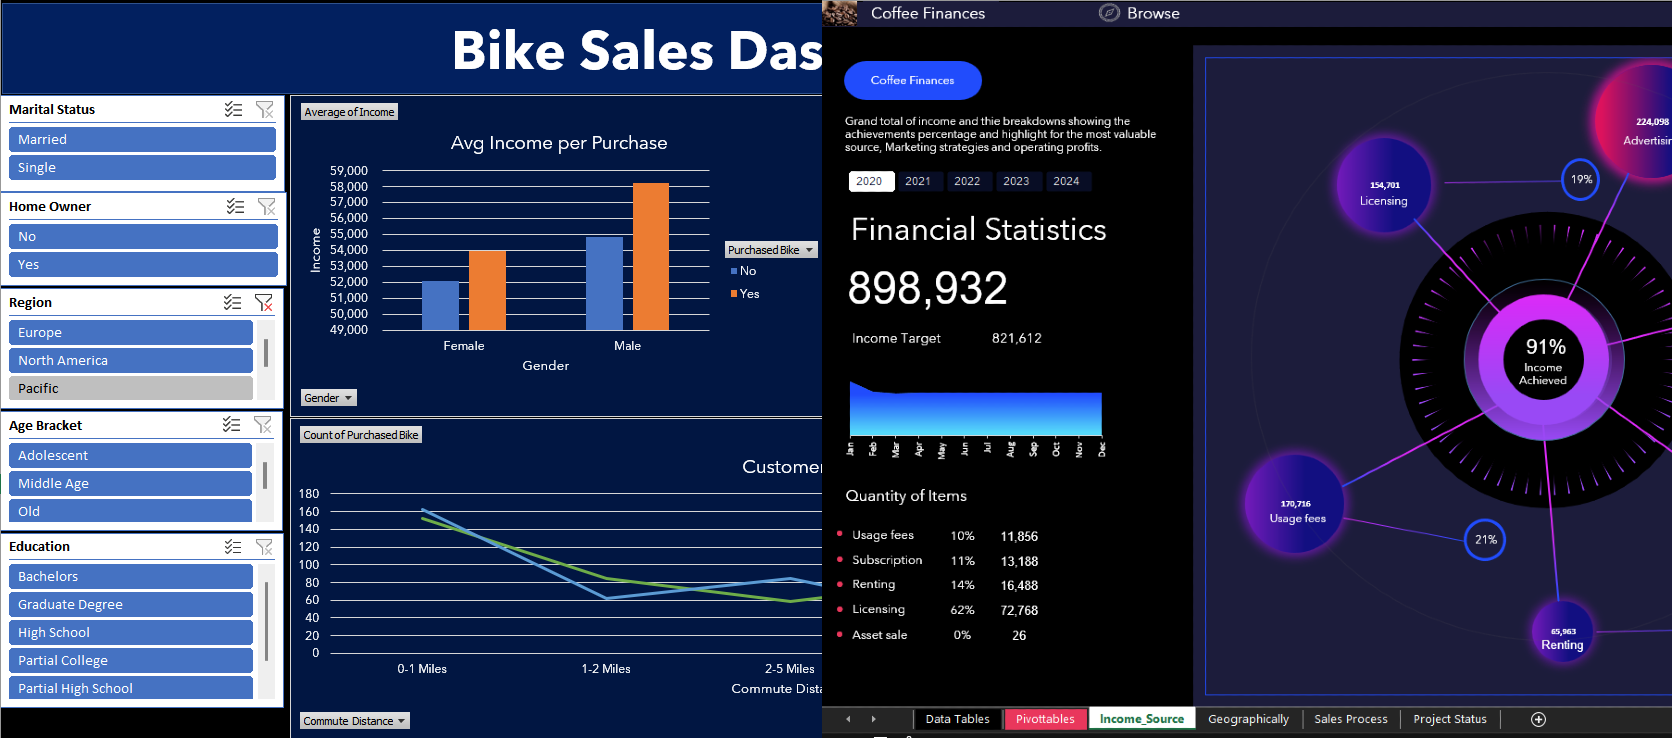 Bike Sales Das
Marital Status
Married
Single
Home Owner
No
Yes
Region
Europe
North America
Pacific
Age Bracket
Adolescent
Middle Age
Old
Education
Bachelors
Graduate Degree
High School
Partial College
Partial High School
Average of Income
Avg Income per Purchase
59,000
58,000
57,000
56,000
55,000
54,000
53,000
52,000
51,000
50,000
49,000
Income
Female
Male
Gender
Purchased Bike
No
Yes
Gender
Count of Purchased Bike
Customer
180
160
140
120
100
80
60
40
20
0
0-1 Miles
1-2 Miles
2-5 Miles
Commute Dista
Commute Distance
Coffee Finances
Browse
Coffee Finances
Grand total of income and thie breakdowns showing the
achievements percentage and highlight for the most valuable
source, Marketing strategies and operating profits.
2020 2021 2022 2023 2024
Financial Statistics
898,932
Income Target 821,612
Jan Feb Mar Apr May Jun Jul Aug Sep Oct Nov Dec
Quantity of Items
Usage fees 10% 11,856
Subscription 11% 13,188
Renting 14% 16,488
Licensing 62% 72,768
Asset sale 0% 26
224,098
Advertisin
154,701
Licensing
19%
91%
Income
Achieved
170,716
Usage fees
21%
65,963
Renting
Data Tables Pivottables Income_Source Geographically Sales Process Project Status